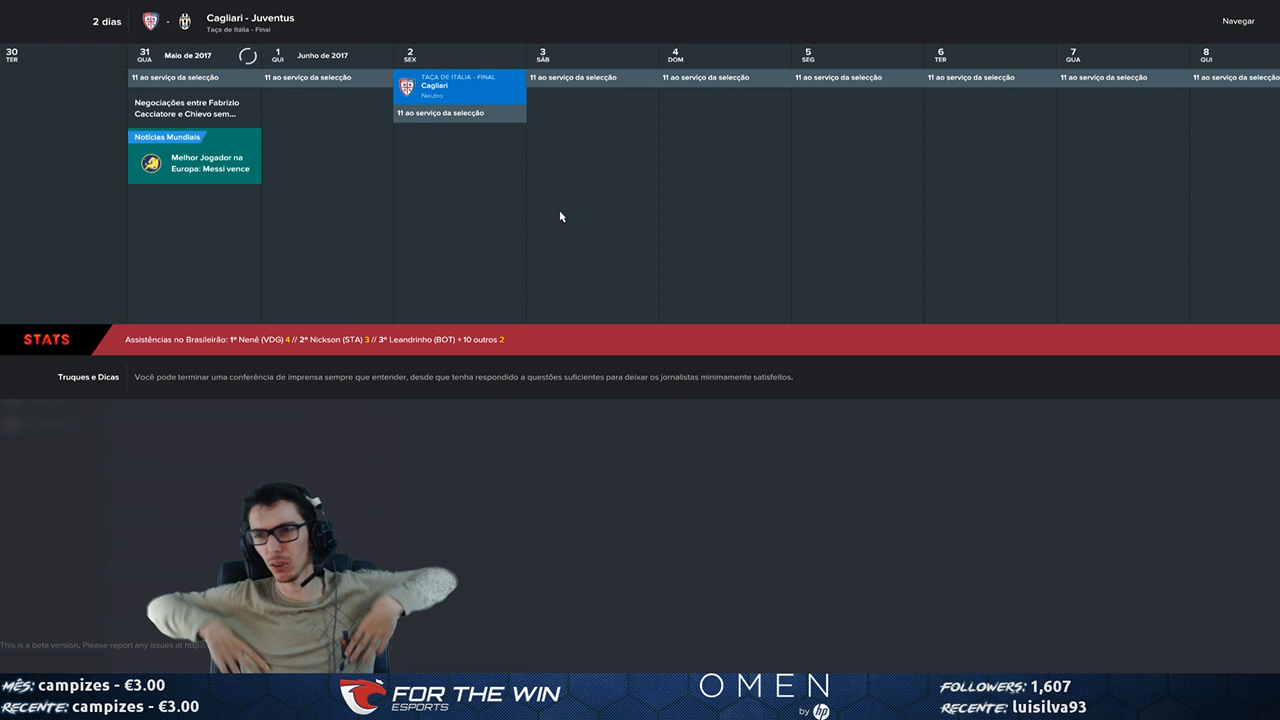 2 dias
-
Cagliari - Juventus
Taça de Itália - Final
Navegar
30
TER
31
QUA
Maio de 2017
1
QUI
Junho de 2017
2
SEX
3
SÁB
4
DOM
5
SEG
6
TER
7
QUA
8
QUI
11 ao serviço da selecção
11 ao serviço da selecção
TAÇA DE ITÁLIA - FINAL
Cagliari
Neutro
11 ao serviço da selecção
11 ao serviço da selecção
11 ao serviço da selecção
11 ao serviço da selecção
11 ao serviço da selecção
11 ao serviço da selecção
11 ao serviço da selecção
Negociações entre Fabrizio
Cacciatore e Chievo sem...
Notícias Mundiais
Melhor Jogador na
Europa: Messi vence
STATS
Assistências no Brasileirão: 1º Nenê (VDG) 4 // 2º Nickson (STA) 3 // 3º Leandrinho (BOT) + 10 outros 2
Truques e Dicas
Você pode terminar uma conferência de imprensa sempre que entender, desde que tenha respondido a questões suficientes para deixar os jornalistas minimamente satisfeitos.
This is a beta version. Please report any issues at http:/
MÊS: campizes - €3.00
RECENTE: campizes - €3.00
FOR THE WIN
ESPORTS
OMEN
by hp
FOLLOWERS: 1,607
RECENTE: luisilva93